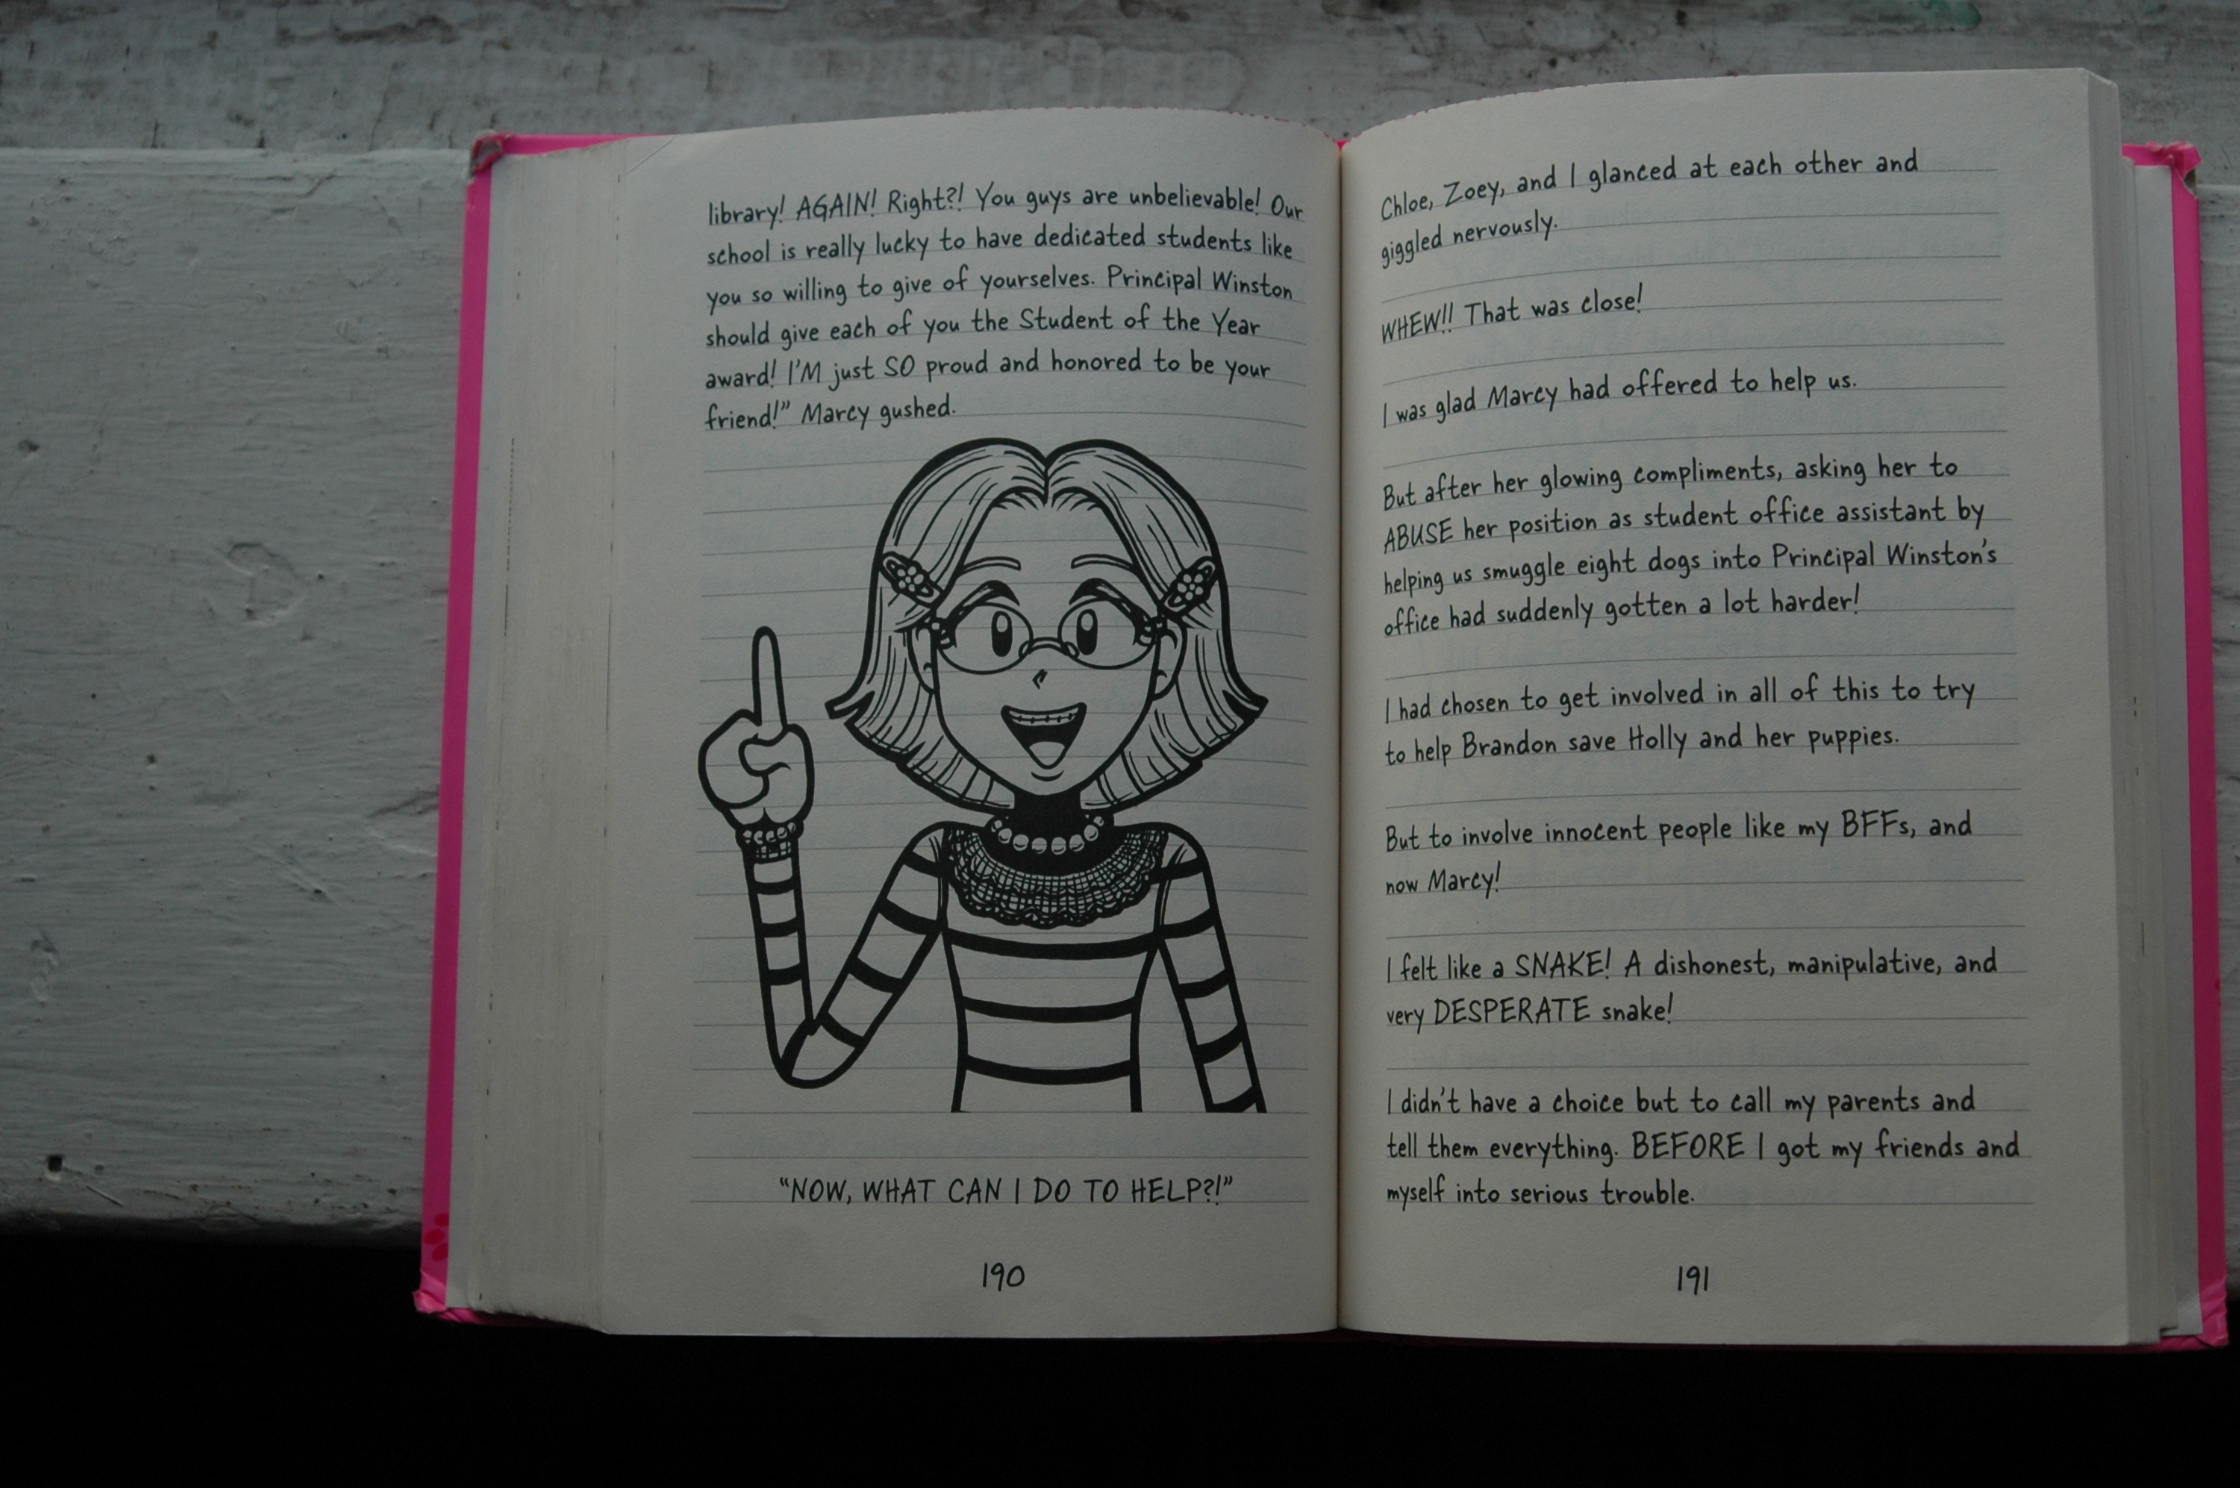 library! AGAIN! Right?! You guys are unbelievable! Our
school is really lucky to have dedicated students like
you so willing to give of yourselves. Principal Winston
should give each of you the Student of the Year
award! I'M just SO proud and honored to be your
friend!" Marcy gushed.
"NOW, WHAT CAN I DO TO HELP?!"
190
Chloe, Zoey, and I glanced at each other and
giggled nervously.
WHEW!! That was close!
I was glad Marcy had offered to help us.
But after her glowing compliments, asking her to
ABUSE her position as student office assistant by
helping us smuggle eight dogs into Principal Winston's
office had suddenly gotten a lot harder!
I had chosen to get involved in all of this to try
to help Brandon save Holly and her puppies.
But to involve innocent people like my BFFs, and
now Marcy!
I felt like a SNAKE! A dishonest, manipulative, and
very DESPERATE snake!
I didn't have a choice but to call my parents and
tell them everything. BEFORE I got my friends and
myself into serious trouble.
191